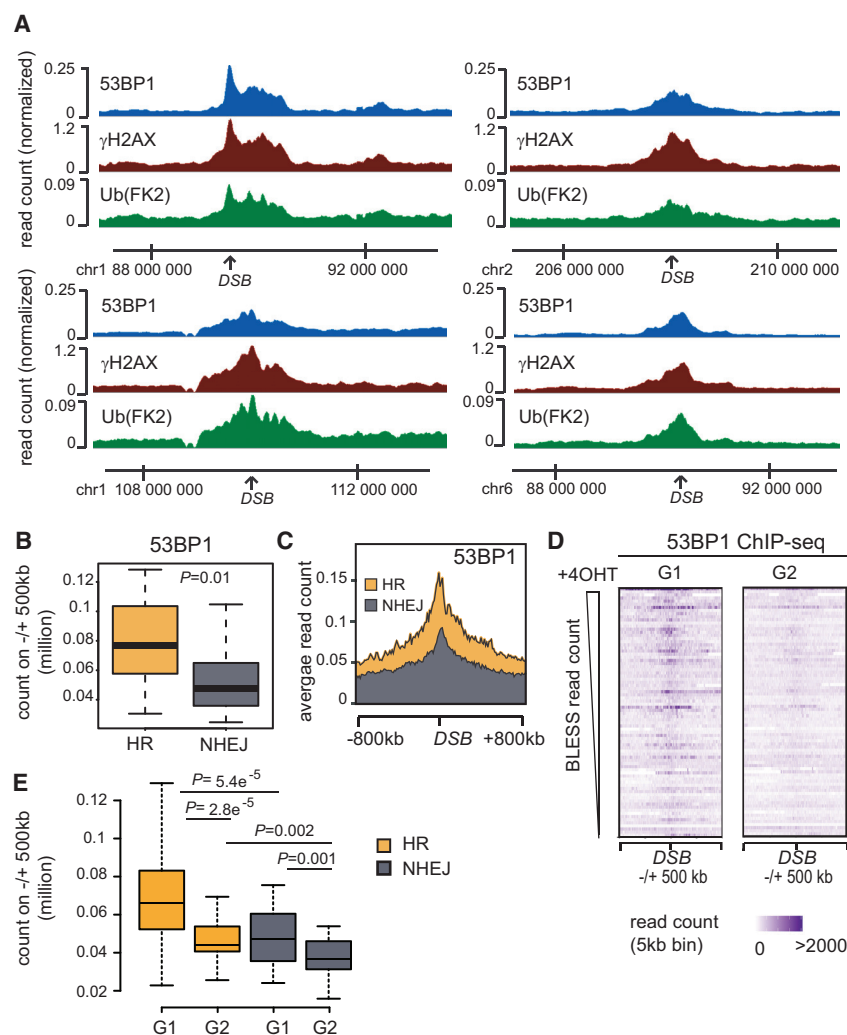 A
read count (normalized)
0.25
0
53BP1
1.2
0
γH2AX
0.09
0
Ub(FK2)
chr1 88 000 000
92 000 000
DSB
0.25
0
53BP1
1.2
0
γH2AX
0.09
0
Ub(FK2)
chr2
206 000 000
210 000 000
DSB
read count (normalized)
0.25
0
53BP1
1.2
0
γH2AX
0.09
0
Ub(FK2)
chr1
108 000 000
112 000 000
DSB
0.25
0
53BP1
1.2
0
γH2AX
0.09
0
Ub(FK2)
chr6
88 000 000
92 000 000
DSB
B
53BP1
count on -/+ 500kb
(million)
0.12
0.1
0.08
0.06
0.04
P=0.01
HR
NHEJ
C
53BP1
HR
NHEJ
avergae read count
0.15
0.1
0.05
0
-800kb
DSB
+800kb
D
53BP1 ChIP-seq
+4OHT
G1
G2
BLESS read count
DSB
-/+ 500 kb
DSB
-/+ 500 kb
read count
(5kb bin)
0
>2000
E
count on -/+ 500kb
(million)
0.12
0.1
0.08
0.06
0.04
0.02
P= 5.4e-5
P= 2.8e-5
P=0.002
P=0.001
HR
NHEJ
G1
G2
G1
G2